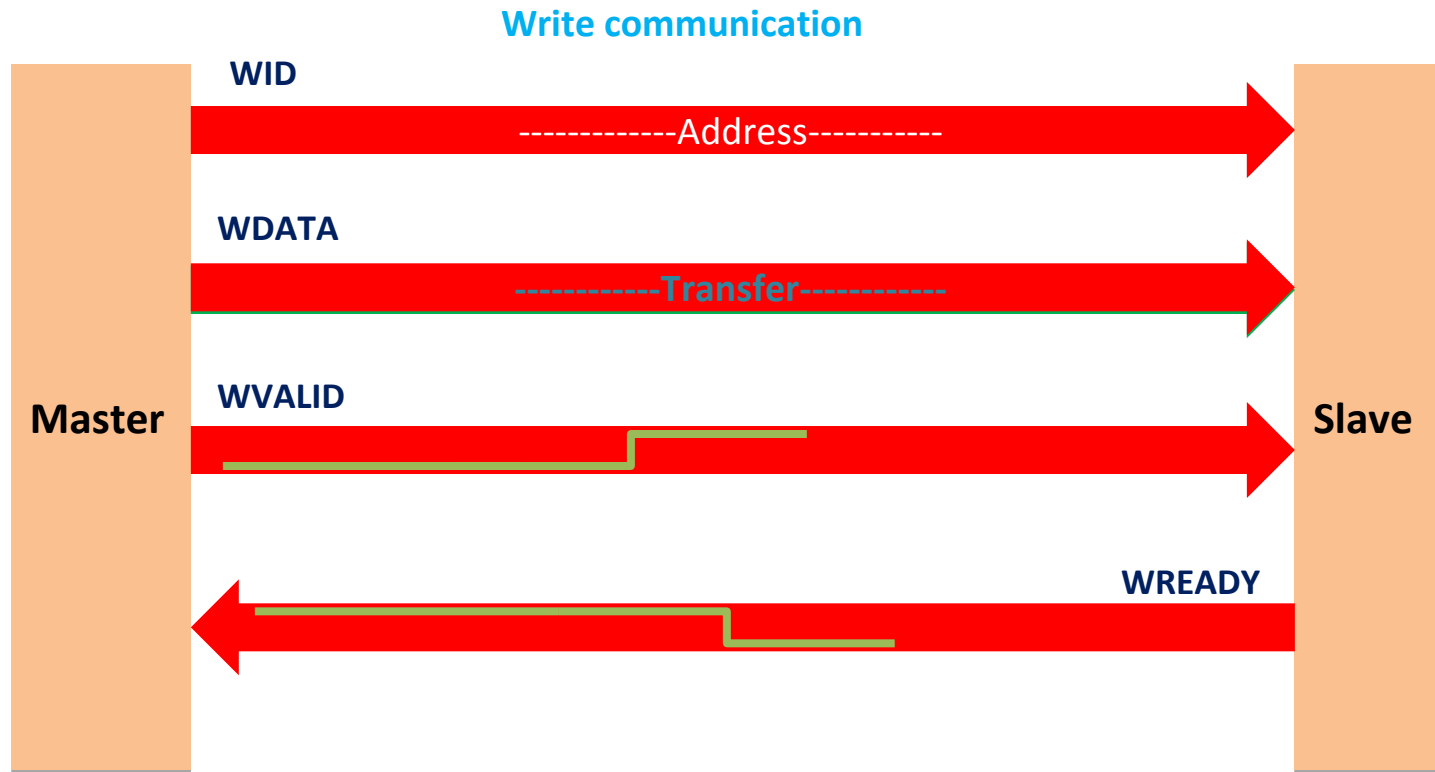 Write communication
WID
-------------Address-----------
WDATA
------------Transfer------------
WVALID
Master
Slave
WREADY